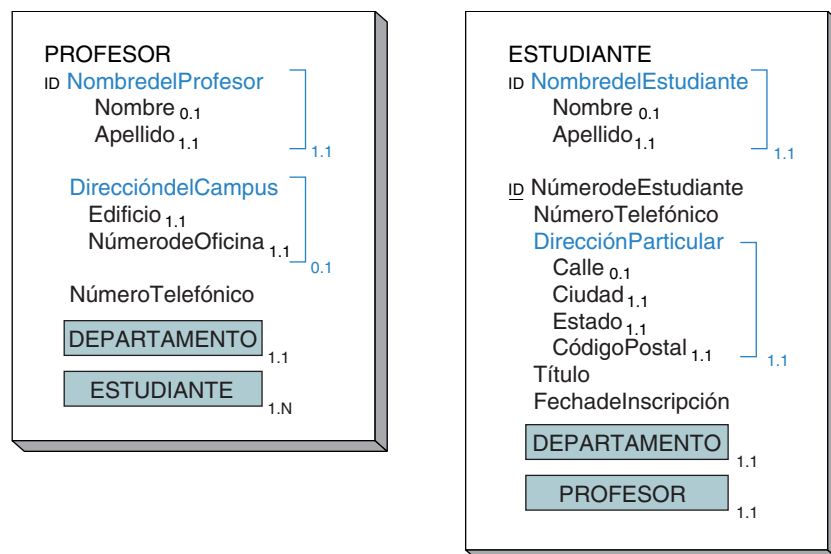 PROFESOR
ID NombredelProfesor
Nombre 0.1
Apellido 1.1
1.1
DireccióndelCampus
Edificio 1.1
NúmerodeOficina 1.1
0.1
NúmeroTelefónico
DEPARTAMENTO 1.1
ESTUDIANTE 1.N
ESTUDIANTE
ID NombredelEstudiante
Nombre 0.1
Apellido 1.1
1.1
ID NúmerodeEstudiante
NúmeroTelefónico
DirecciónParticular
Calle 0.1
Ciudad 1.1
Estado 1.1
CódigoPostal 1.1
1.1
Título
FechadeInscripción
DEPARTAMENTO 1.1
PROFESOR 1.1